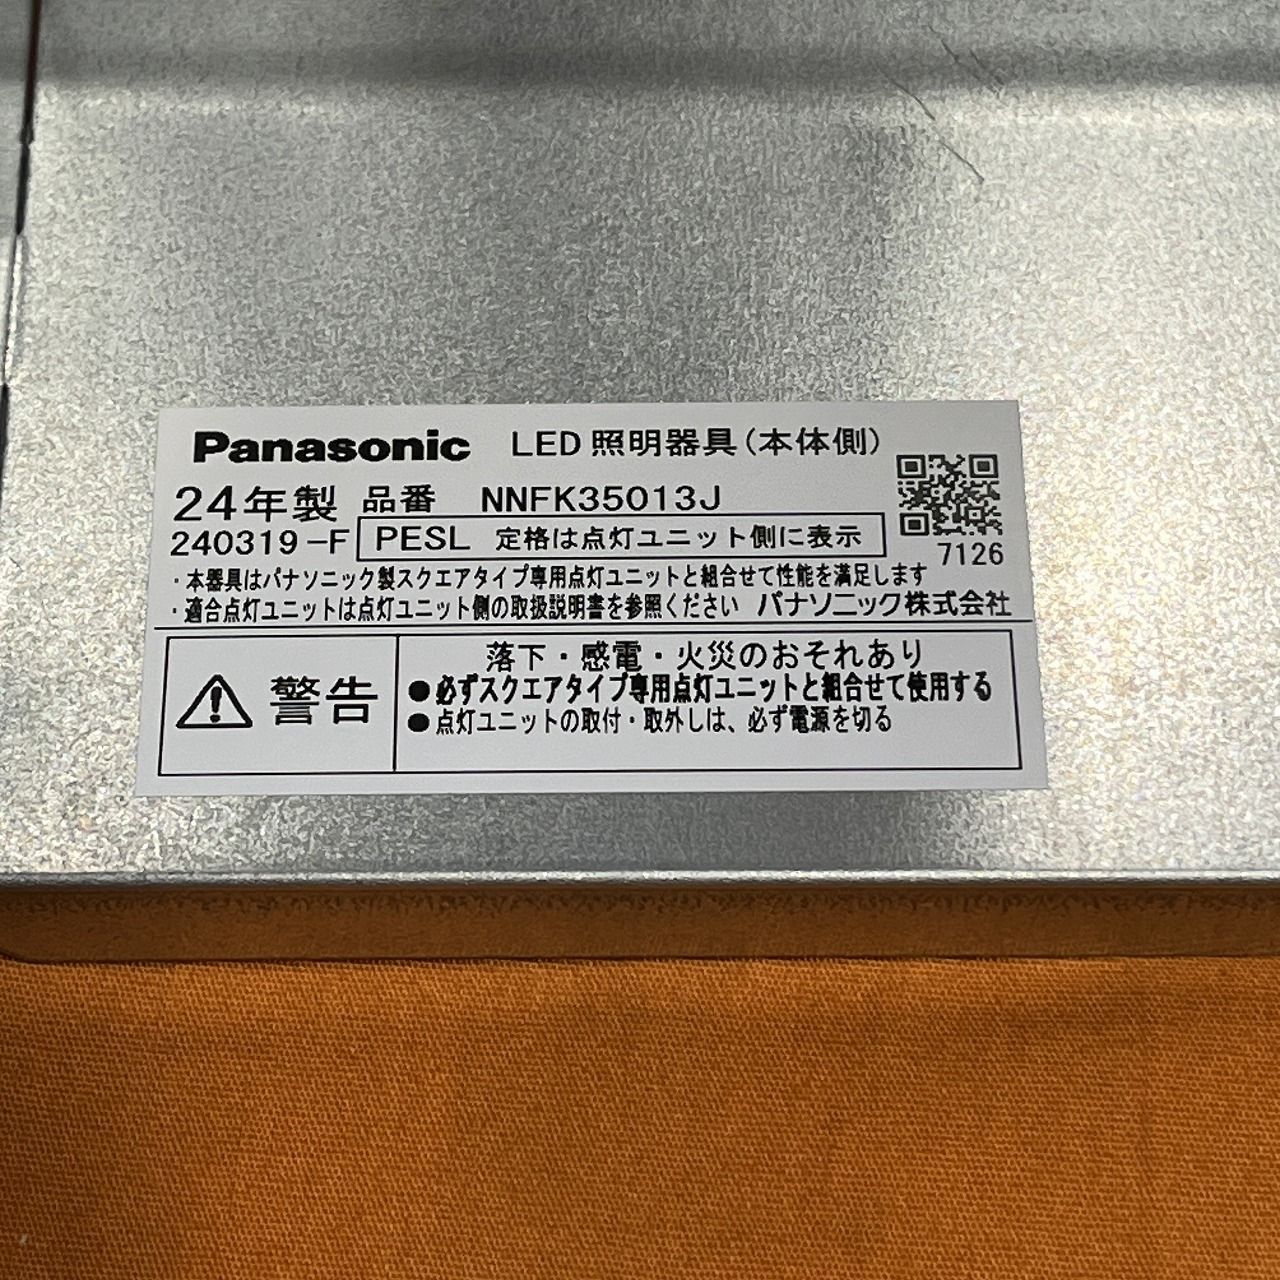 Panasonic LED 照明器具(本体側)
24年製 品番 NNFK35013J
240319-F PESL 定格は点灯ユニット側に表示
7126
・本器具はパナソニック製スクエアタイプ専用点灯ユニットと組合せて性能を満足します
・適合点灯ユニットは点灯ユニット側の取扱説明書を参照ください パナソニック株式会社
警告
落下・感電・火災のおそれあり
●必ずスクエアタイプ専用点灯ユニットと組合せて使用する
●点灯ユニットの取付・取外しは、必ず電源を切る